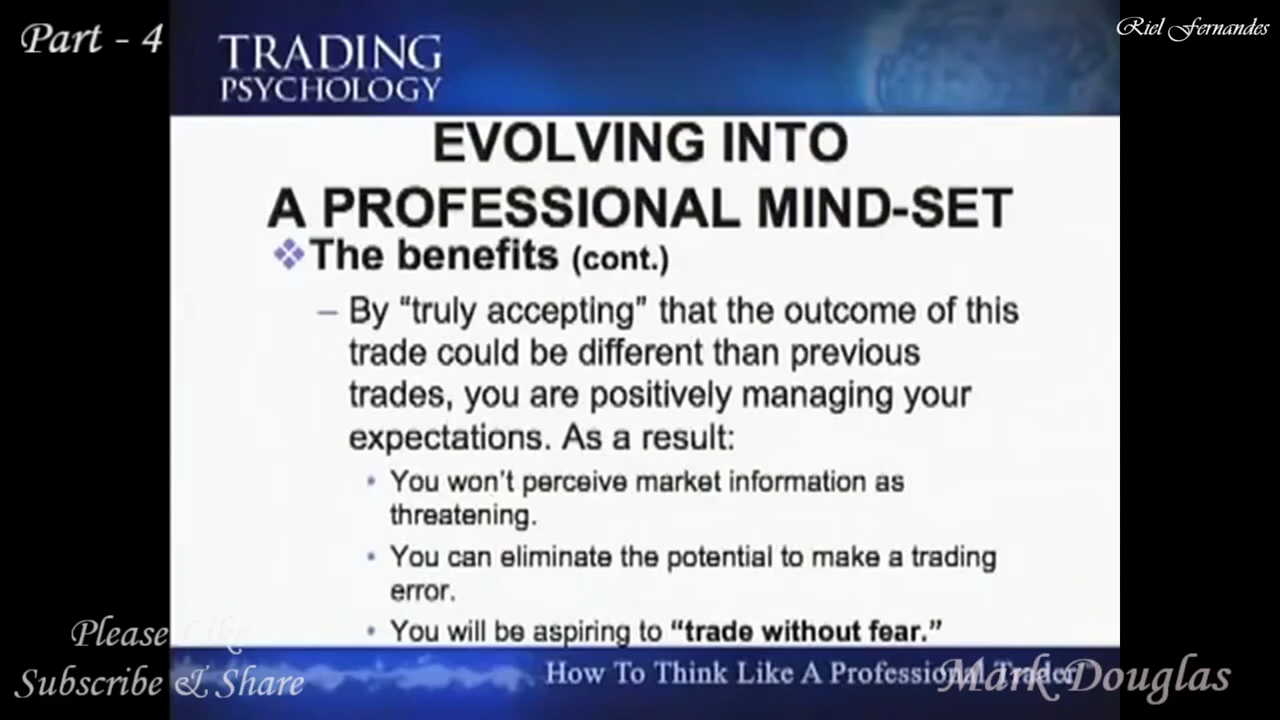 Part - 4
Riel Fernandes
TRADING
PSYCHOLOGY
EVOLVING INTO
A PROFESSIONAL MIND-SET
The benefits (cont.)
– By “truly accepting” that the outcome of this
trade could be different than previous
trades, you are positively managing your
expectations. As a result:
• You won't perceive market information as
threatening.
• You can eliminate the potential to make a trading
error.
• You will be aspiring to “trade without fear.”
Please Like
Subscribe & Share
How To Think Like A Professional Trader
Mark Douglas